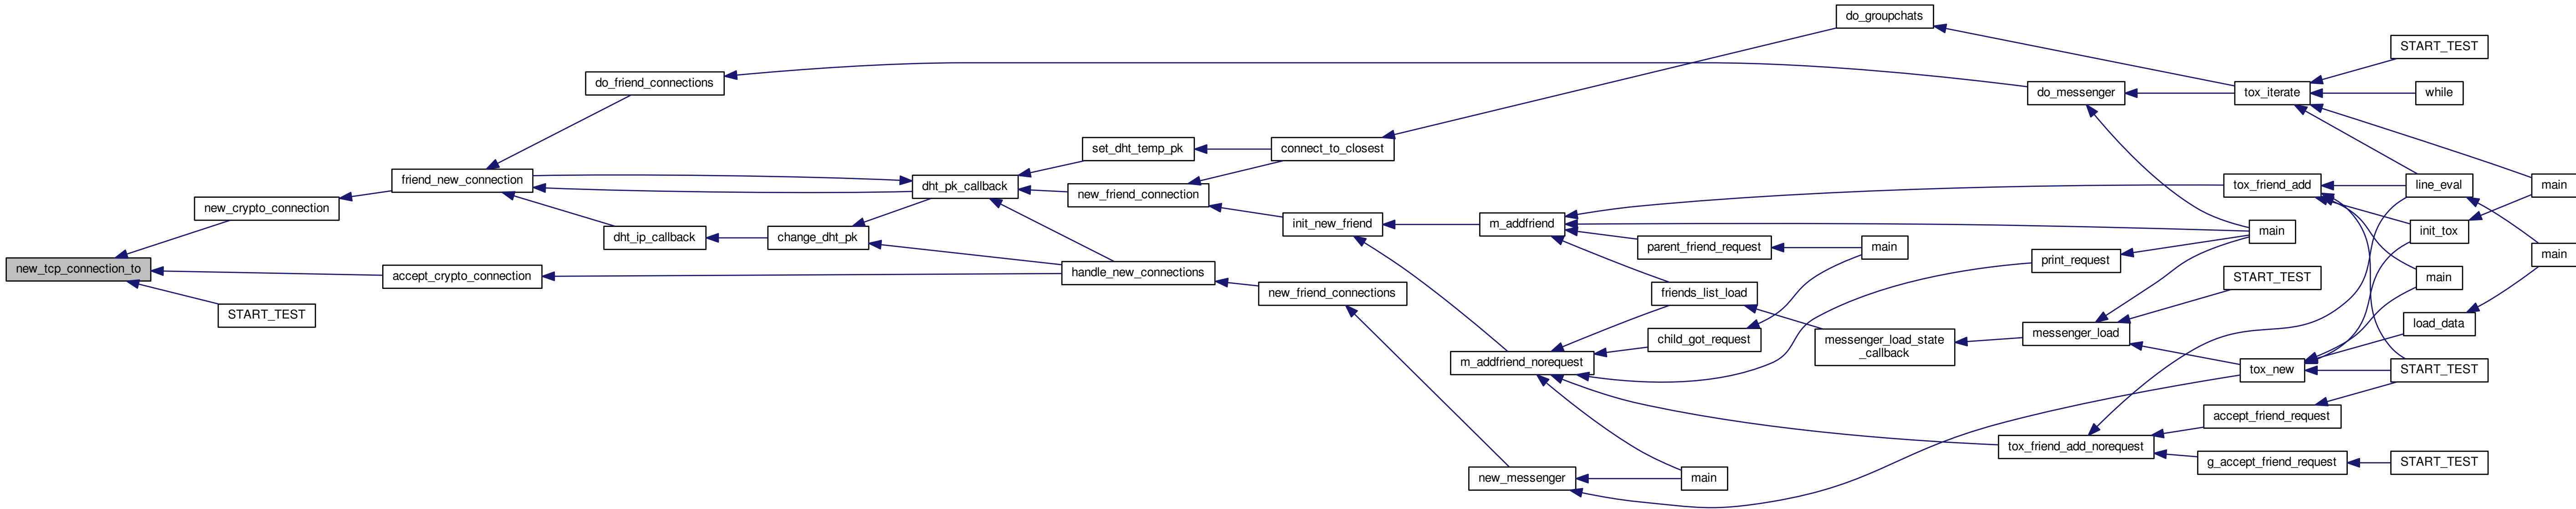 new_tcp_connection_to
new_crypto_connection
accept_crypto_connection
START_TEST
friend_new_connection
do_friend_connections
dht_ip_callback
change_dht_pk
dht_pk_callback
set_dht_temp_pk
new_friend_connection
handle_new_connections
connect_to_closest
init_new_friend
new_friend_connections
m_addfriend
m_addfriend_norequest
new_messenger
parent_friend_request
friends_list_load
child_got_request
main
do_groupchats
main
messenger_load_state
_callback
do_messenger
print_request
messenger_load
tox_friend_add_norequest
tox_iterate
tox_friend_add
main
START_TEST
tox_new
accept_friend_request
g_accept_friend_request
START_TEST
while
line_eval
init_tox
main
load_data
START_TEST
START_TEST
main
main